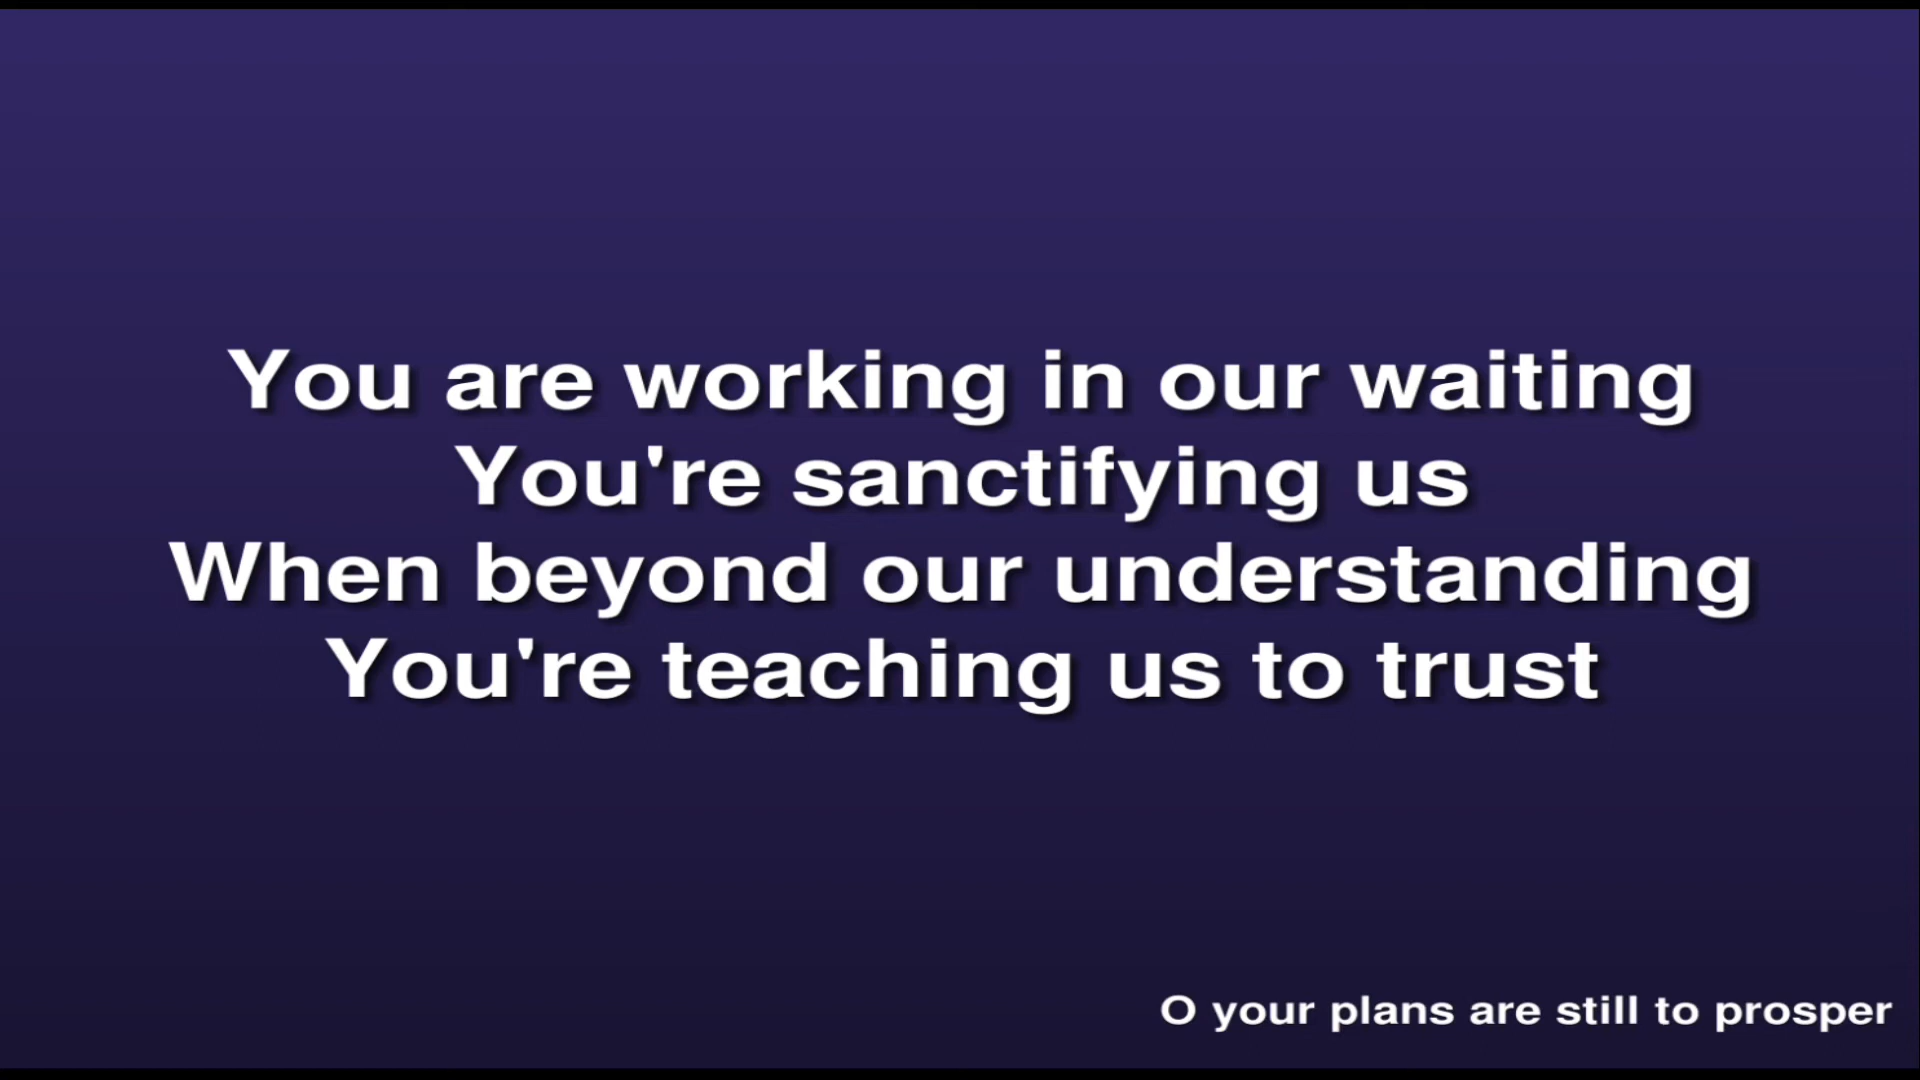 You are working in our waiting
You're sanctifying us
When beyond our understanding
You're teaching us to trust
O your plans are still to prosper